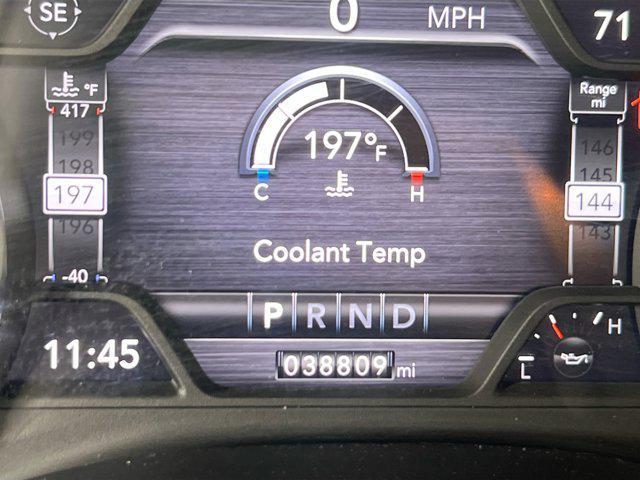 SE
0 MPH
71
°F
417
199
198
197
196
-40
197°F
C H
Coolant Temp
Range
mi
146
145
144
143
P R N D
11:45
038809 mi
L H